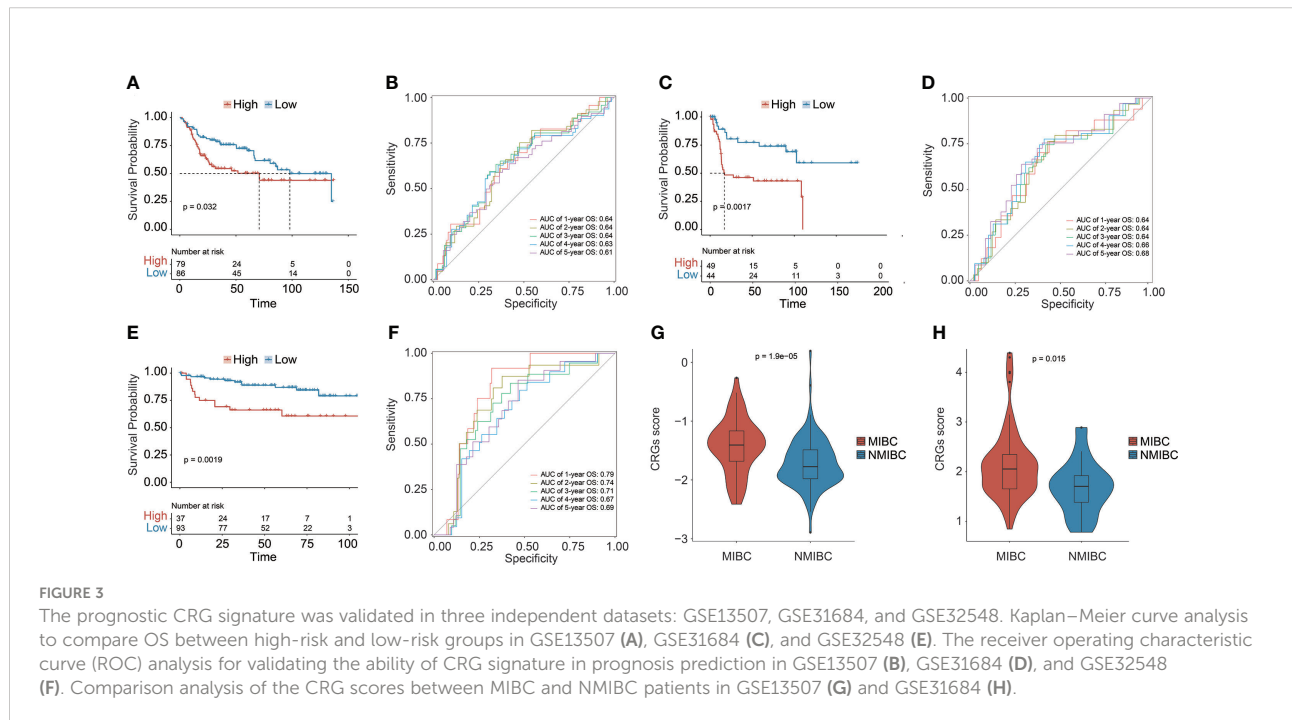 A
High Low
Survival Probability
1.00
0.75
0.50
0.25
0.00
p = 0.032
Number at risk
High 79 24 5 0
Low 86 45 14 0
0 50 100 150
Time
B
Sensitivity
1.00
0.75
0.50
0.25
0.00
AUC of 1-year OS: 0.64
AUC of 2-year OS: 0.64
AUC of 3-year OS: 0.64
AUC of 4-year OS: 0.63
AUC of 5-year OS: 0.61
0.00 0.25 0.50 0.75 1.00
Specificity
C
High Low
Survival Probability
1.00
0.75
0.50
0.25
0.00
p = 0.0017
Number at risk
High 49 15 5 0 0
Low 44 24 11 3 0
0 50 100 150 200
Time
D
Sensitivity
1.00
0.75
0.50
0.25
0.00
AUC of 1-year OS: 0.64
AUC of 2-year OS: 0.64
AUC of 3-year OS: 0.64
AUC of 4-year OS: 0.66
AUC of 5-year OS: 0.68
0.00 0.25 0.50 0.75 1.00
Specificity
E
High Low
Survival Probability
1.00
0.75
0.50
0.25
0.00
p = 0.0019
Number at risk
High 37 24 17 7 1
Low 93 77 52 22 3
0 25 50 75 100
Time
F
Sensitivity
1.00
0.75
0.50
0.25
0.00
AUC of 1-year OS: 0.79
AUC of 2-year OS: 0.74
AUC of 3-year OS: 0.71
AUC of 4-year OS: 0.67
AUC of 5-year OS: 0.69
0.00 0.25 0.50 0.75 1.00
Specificity
G
p = 1.9e-05
CRGs score
0
−1
−2
−3
MIBC NMIBC
MIBC
NMIBC
H
p = 0.015
CRGs score
4
3
2
1
MIBC NMIBC
MIBC
NMIBC
FIGURE 3
The prognostic CRG signature was validated in three independent datasets: GSE13507, GSE31684, and GSE32548. Kaplan–Meier curve analysis
to compare OS between high-risk and low-risk groups in GSE13507 (A), GSE31684 (C), and GSE32548 (E). The receiver operating characteristic
curve (ROC) analysis for validating the ability of CRG signature in prognosis prediction in GSE13507 (B), GSE31684 (D), and GSE32548
(F). Comparison analysis of the CRG scores between MIBC and NMIBC patients in GSE13507 (G) and GSE31684 (H).